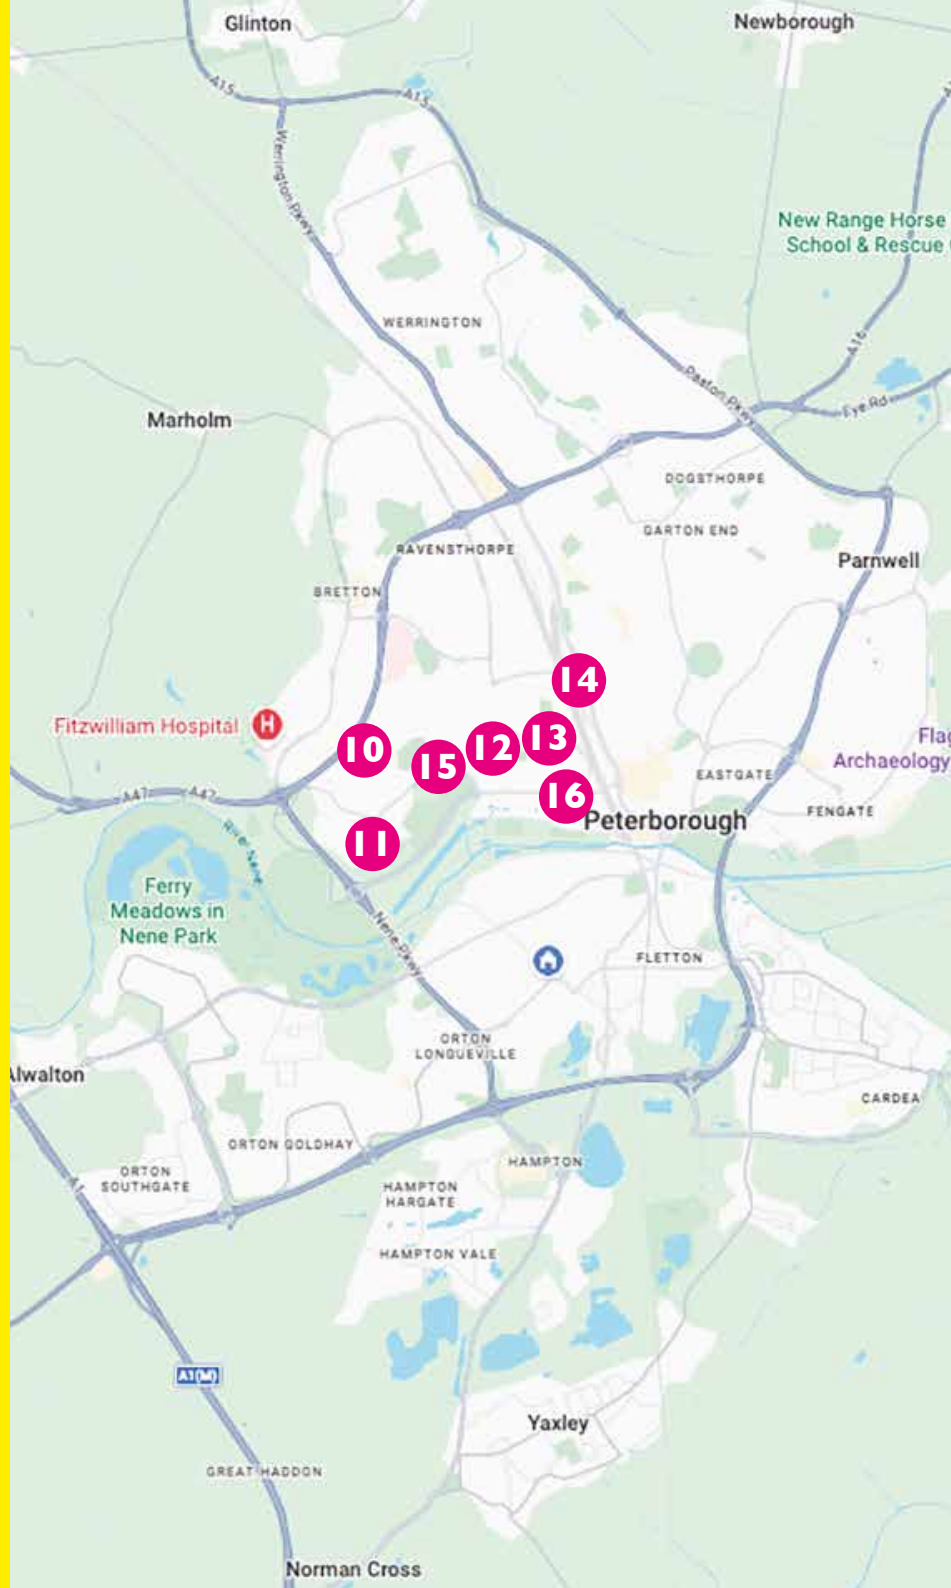 Glinton
Newborough
A15
A15
Werrington Pkwy
New Range Horse
School & Rescue
WERRINGTON
A16
Paston Pkwy
Eye Rd
Marholm
DOGSTHORPE
GARTON END
RAVENSTHORPE
Parnwell
BRETTON
14
Fitzwilliam Hospital
H
10
15
12
13
Flag
Archaeology
EASTGATE
A47
A47
16
FENGATE
Peterborough
11
River Nene
Ferry
Meadows in
Nene Park
Nene Pkwy
FLETTON
ORTON
LONGUEVILLE
Alwalton
CARDEA
ORTON GOLDHAY
HAMPTON
ORTON
SOUTHGATE
A1
HAMPTON
HARGATE
HAMPTON VALE
A1(M)
Yaxley
GREAT HADDON
Norman Cross